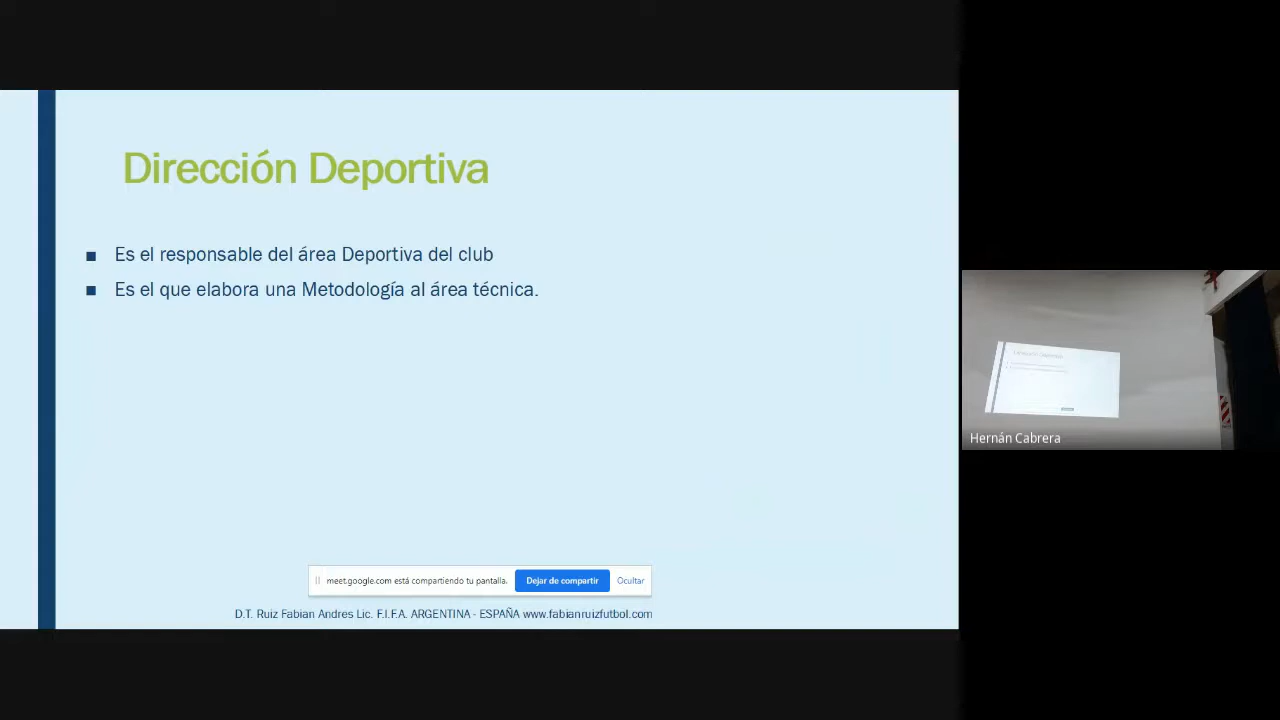 Dirección Deportiva
■ Es el responsable del área Deportiva del club
■ Es el que elabora una Metodología al área técnica.
meet.google.com está compartiendo tu pantalla. Dejar de compartir Ocultar
D.T. Ruiz Fabian Andres Lic. F.I.F.A. ARGENTINA - ESPAÑA www.fabianruizfutbol.com
Hernán Cabrera